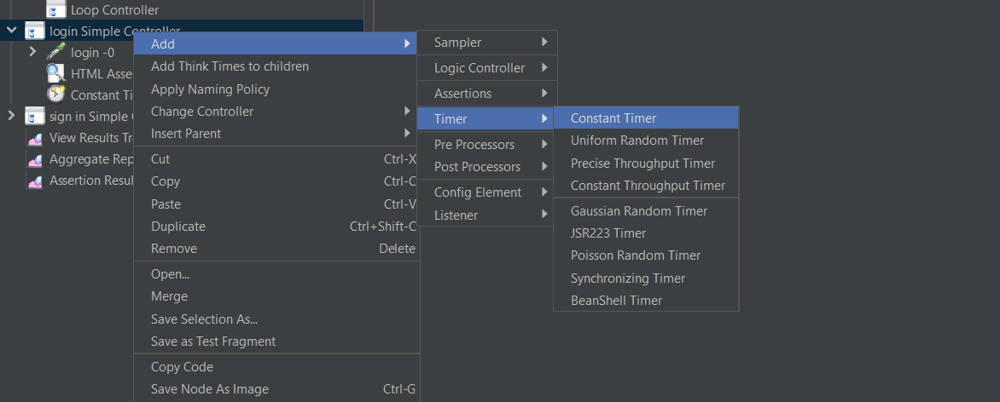 Loop Controller
login Simple Controller
login -0
HTML Asse
Constant Ti
sign in Simple
View Results Tr
Aggregate Rep
Assertion Resul
Add
Add Think Times to children
Apply Naming Policy
Change Controller
Insert Parent
Cut Ctrl-X
Copy Ctrl-C
Paste Ctrl-V
Duplicate Ctrl+Shift-C
Remove Delete
Open...
Merge
Save Selection As...
Save as Test Fragment
Copy Code
Save Node As Image Ctrl-G
Sampler
Logic Controller
Assertions
Timer
Pre Processors
Post Processors
Config Element
Listener
Constant Timer
Uniform Random Timer
Precise Throughput Timer
Constant Throughput Timer
Gaussian Random Timer
JSR223 Timer
Poisson Random Timer
Synchronizing Timer
BeanShell Timer